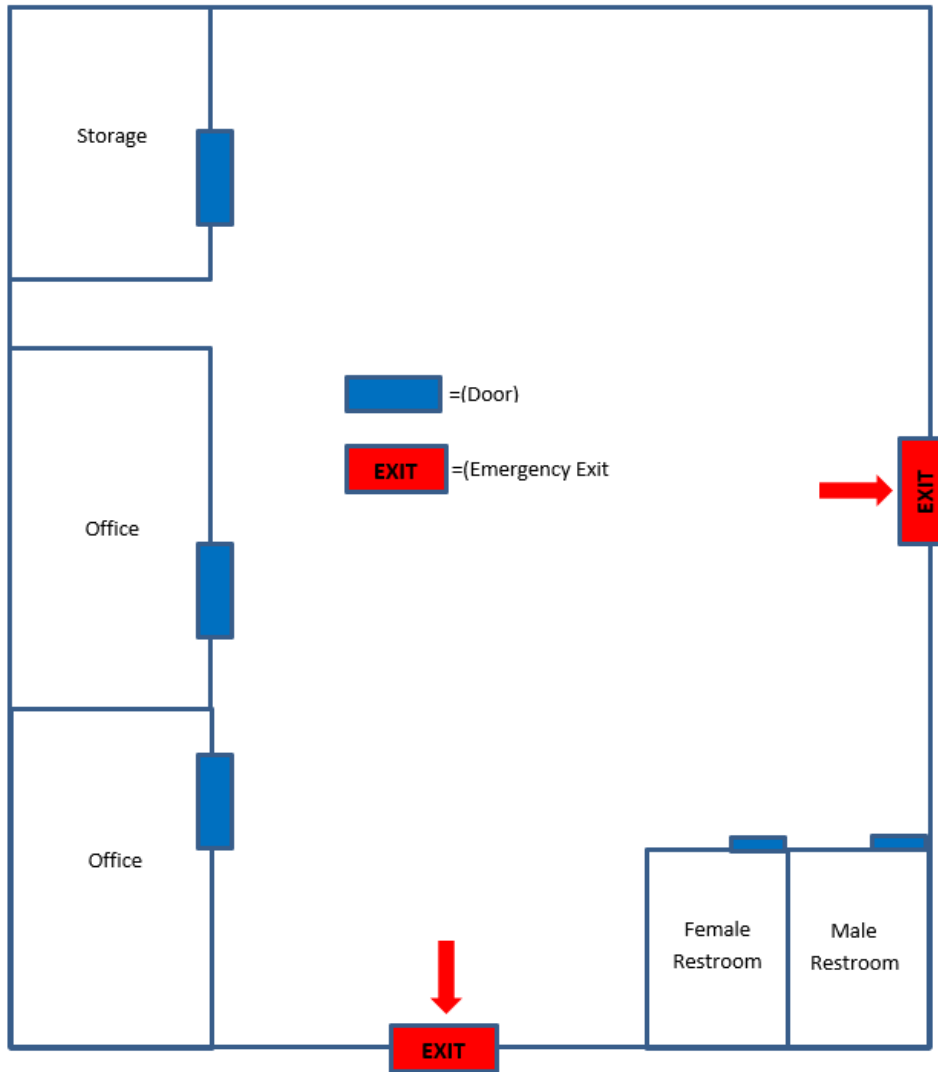 Storage
=(Door)
EXIT =(Emergency Exit
EXIT
Office
Office
Female
Restroom
Male
Restroom
EXIT